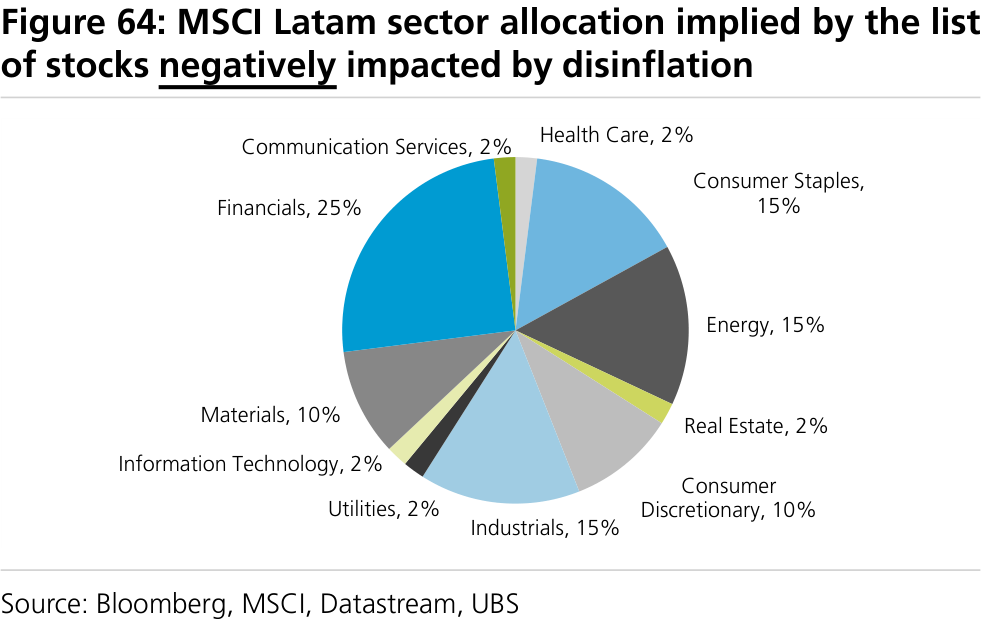 Figure 64: MSCI Latam sector allocation implied by the list
of stocks negatively impacted by disinflation
Communication Services, 2%
Health Care, 2%
Consumer Staples,
15%
Financials, 25%
Energy, 15%
Materials, 10%
Real Estate, 2%
Information Technology, 2%
Consumer
Discretionary, 10%
Utilities, 2%
Industrials, 15%
Source: Bloomberg, MSCI, Datastream, UBS